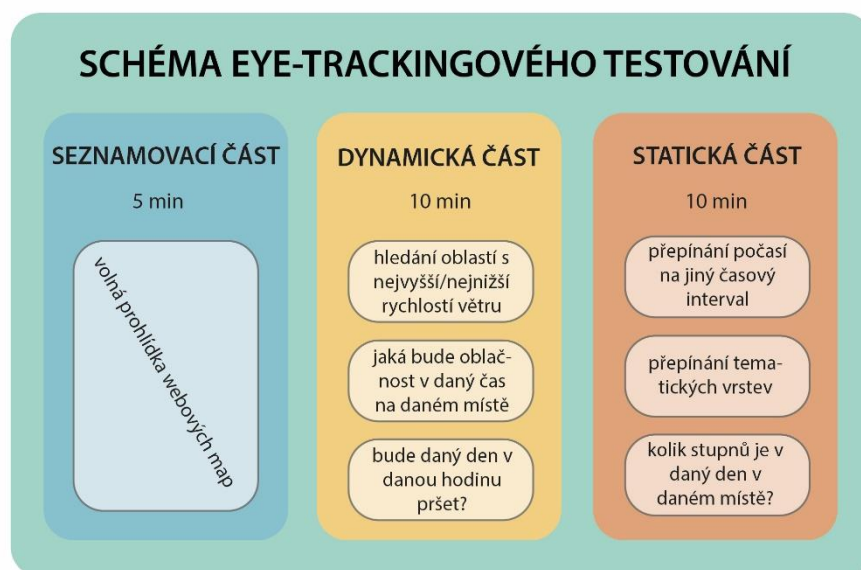 SCHÉMA EYE-TRACKINGOVÉHO TESTOVÁNÍ
SEZNAMOVACÍ ČÁST
5 min
volná prohlídka webových map
DYNAMICKÁ ČÁST
10 min
hledání oblastí s
nejvyšší/nejnižší
rychlostí větru
jaká bude oblač-
nost v daný čas
na daném místě
bude daný den v
danou hodinu
pršet?
STATICKÁ ČÁST
10 min
přepínání počasí
na jiný časový
interval
přepínání tema-
tických vrstev
kolik stupnů je v
daný den v
daném místě?